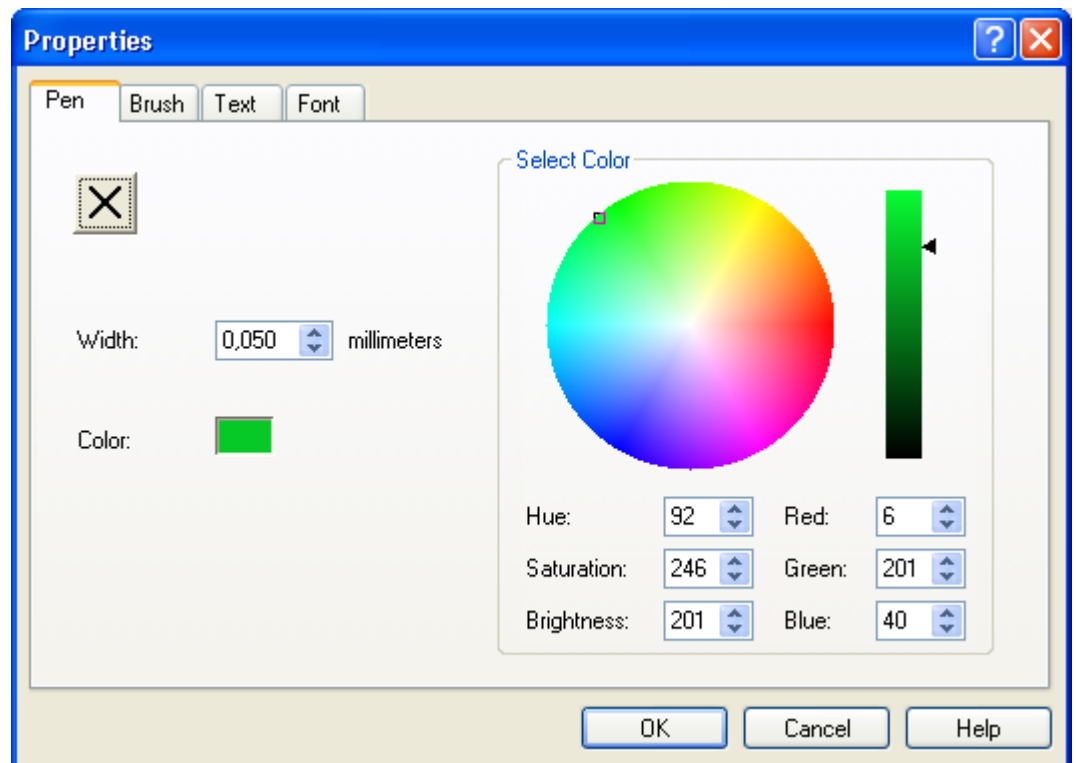 Properties
Pen Brush Text Font
Select Color
Width: 0,050 millimeters
Color:
Hue: 92 Red: 6
Saturation: 246 Green: 201
Brightness: 201 Blue: 40
OK Cancel Help